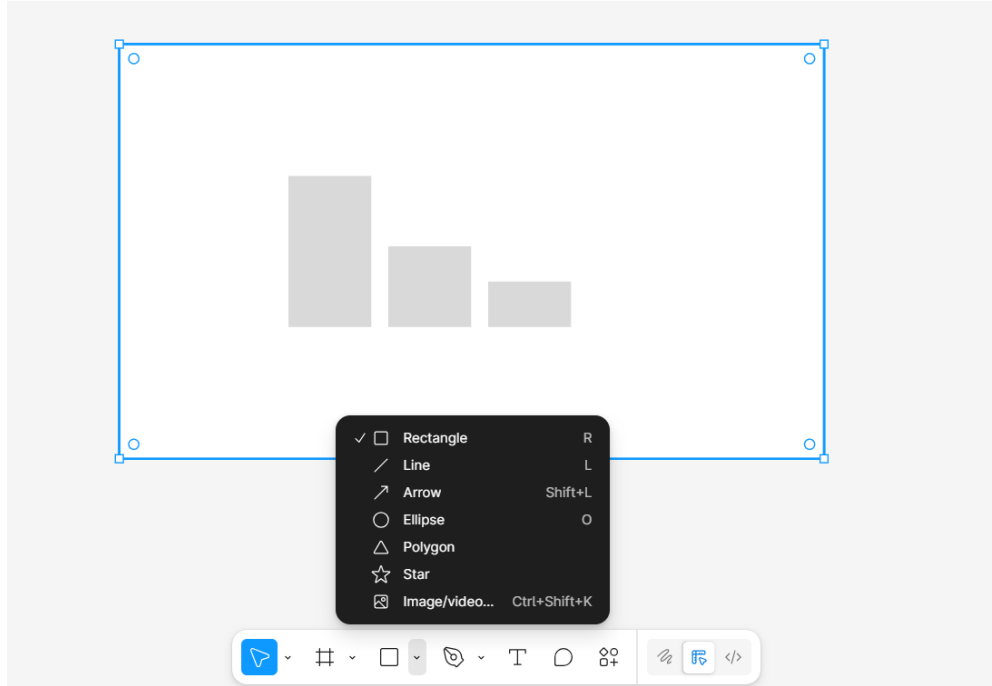 Rectangle R
Line L
Arrow Shift+L
Ellipse O
Polygon
Star
Image/video... Ctrl+Shift+K